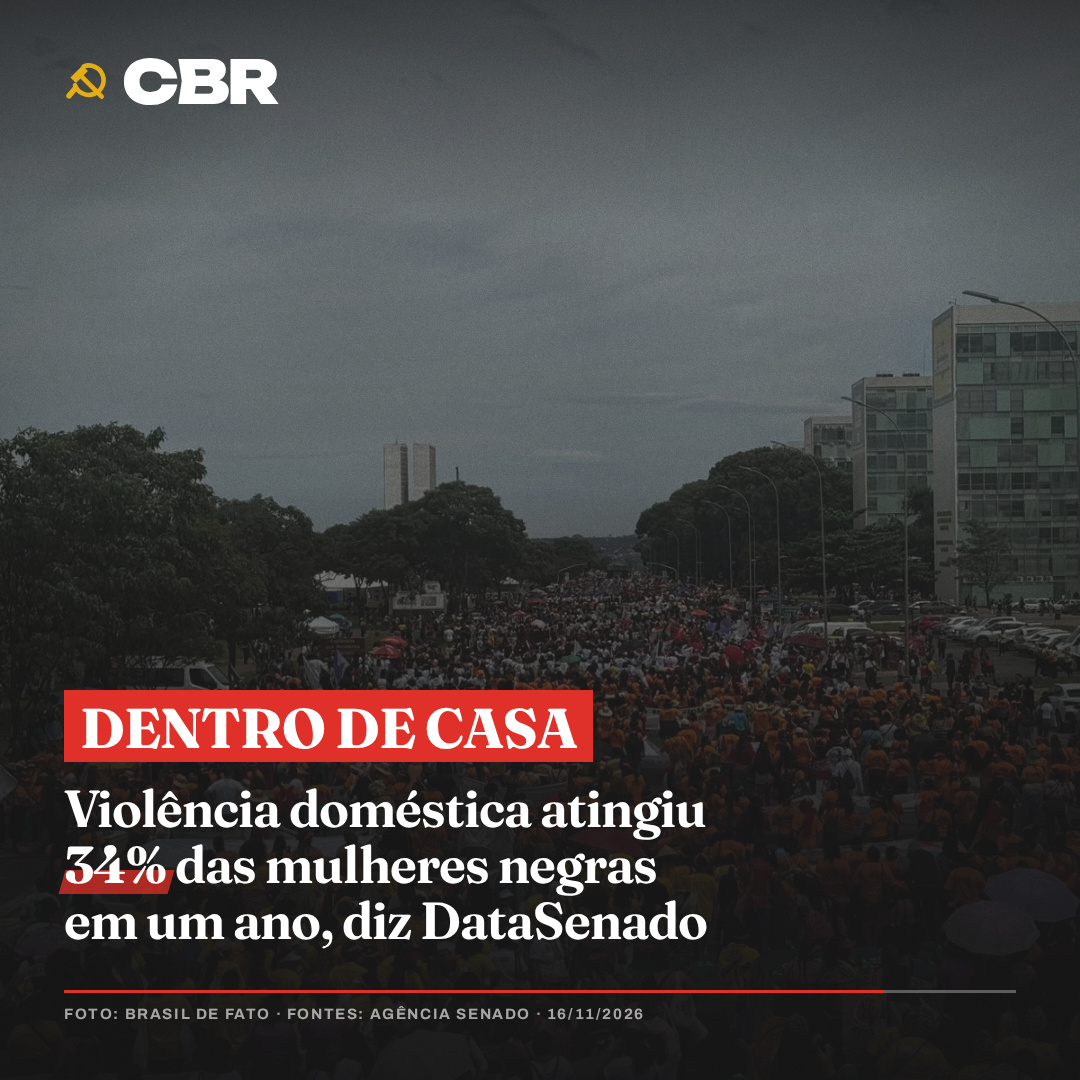 CBR
DENTRO DE CASA
Violência doméstica atingiu
34% das mulheres negras
em um ano, diz DataSenado
FOTO: BRASIL DE FATO · FONTES: AGÊNCIA SENADO · 16/11/2026